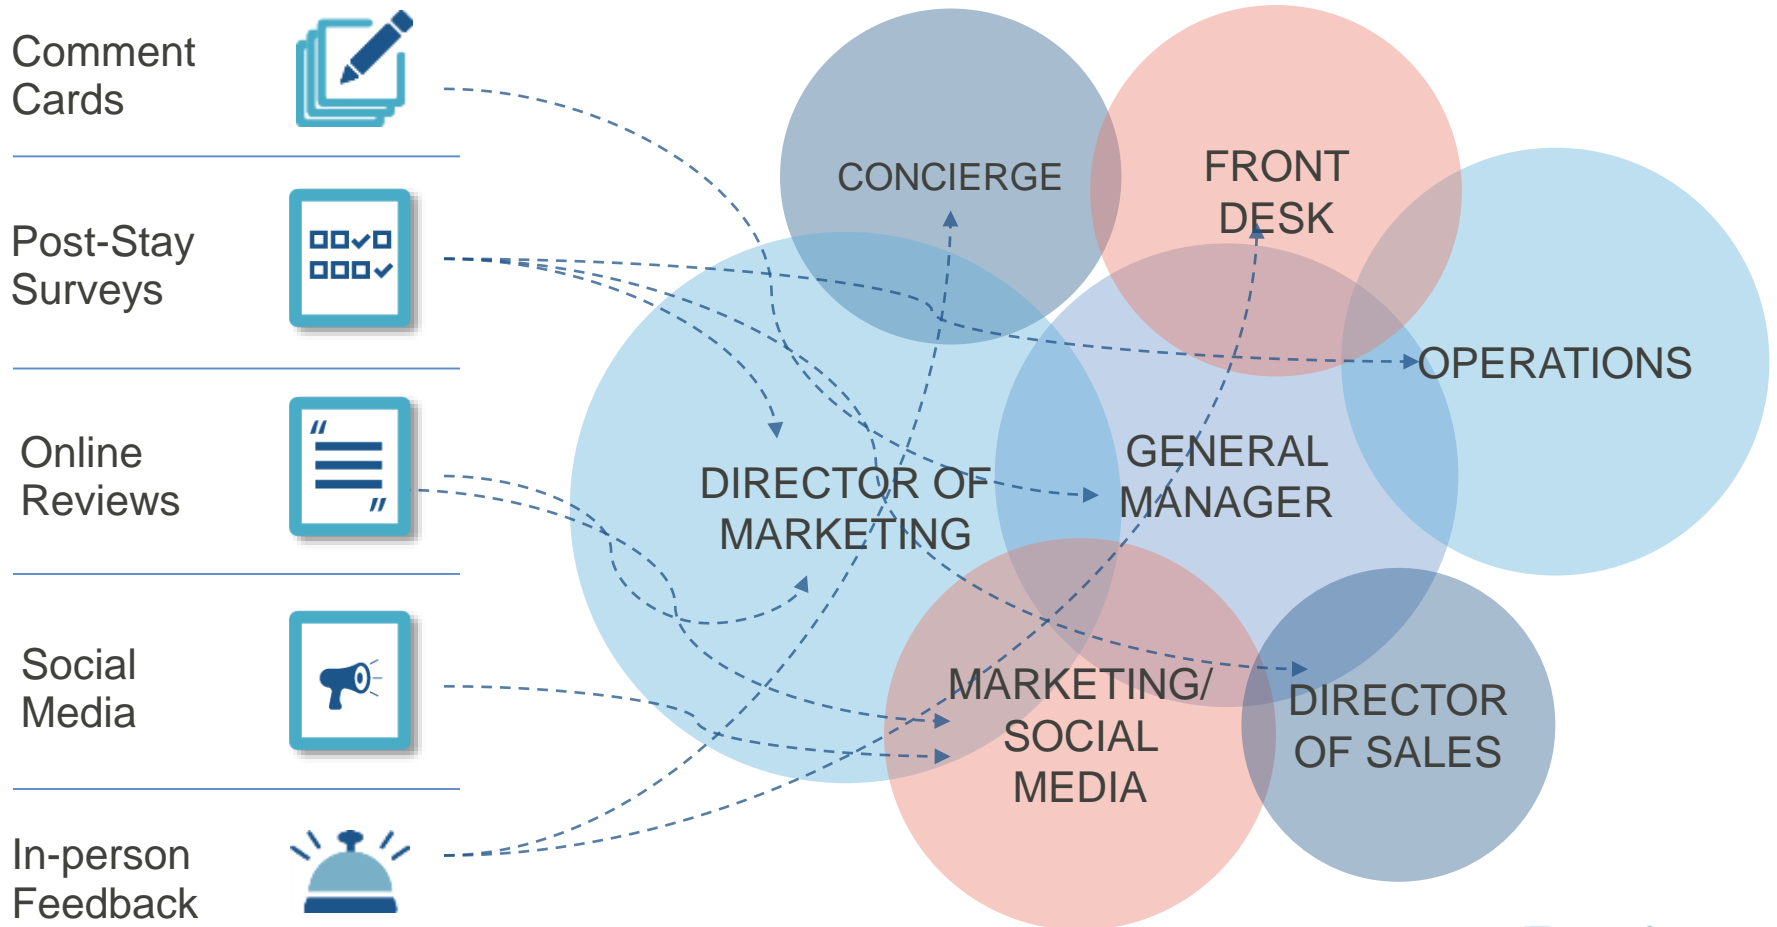 Comment
Cards
Post-Stay
Surveys
Online
Reviews
Social
Media
In-person
Feedback
CONCIERGE
FRONT
DESK
OPERATIONS
GENERAL
MANAGER
DIRECTOR OF
MARKETING
MARKETING/
SOCIAL
MEDIA
DIRECTOR
OF SALES